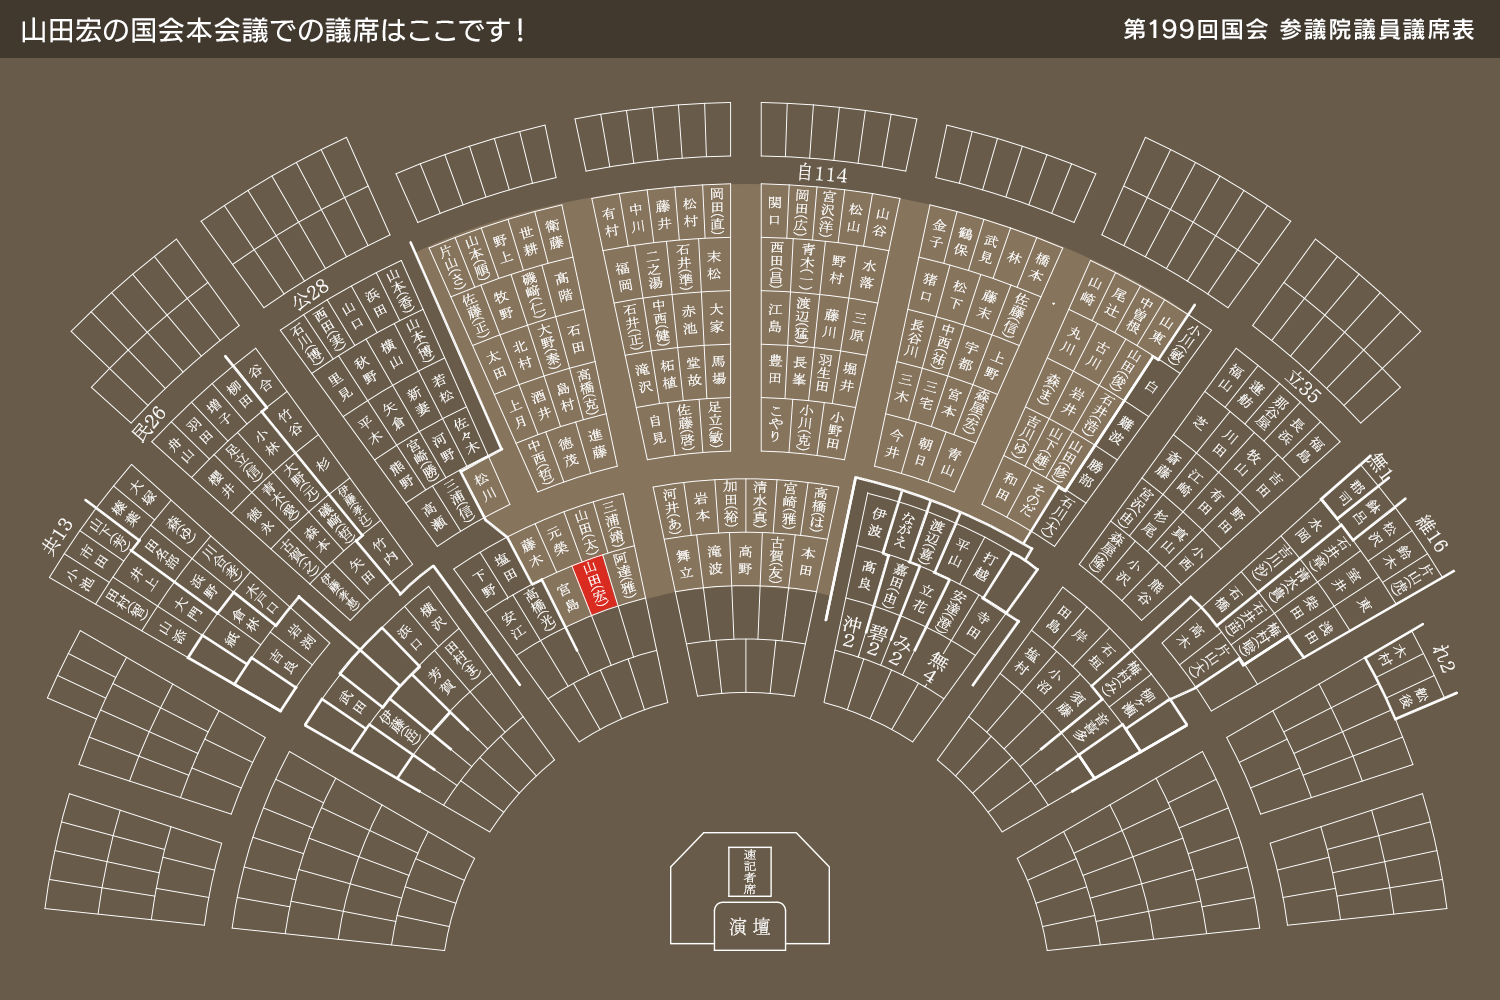 山田宏の国会本会議での議席はここです！
第199回国会 参議院議員議席表
自114
公28
民26
共13
立35
無1
維16
れ2
片山(さ)
山本(順)
野上
世耕
衛藤
佐藤(正)
牧野
磯﨑(仁)
髙階
太田
北村
大野(泰)
石田
上月
酒井
島村
高橋(克)
中西(哲)
徳茂
進藤
有村
中川
藤井
松村
岡田(直)
福岡
二之湯
石井(準)
末松
石井(正)
中西(健)
赤池
大家
滝沢
柘植
堂故
馬場
自見
佐藤(啓)
足立(敏)
関口
岡田(広)
宮沢(洋)
松山
山谷
西田(昌)
青木(一)
野村
水落
江島
渡辺(猛)
藤川
三原
豊田
長峯
羽生田
堀井
こやり
小川(克)
小野田
金子
鶴保
武見
林
橋本
猪口
松下
藤末
佐藤(信)
長谷川
中西(祐)
宇都
上野
三木
三宅
宮本
森屋(宏)
今井
朝日
青山
山崎
尾辻
中曽根
山東
丸川
古川
山田(俊)
森(ま)
岩井
石井(浩)
吉川(ゆ)
山下(雄)
山田(修)
和田
そのだ
小川(敏)
白
難波
勝部
石川(大)
石川(博)
西田(実)
山口
浜田
山本(香)
里見
秋野
横山
山本(博)
平木
矢倉
新妻
若松
熊野
宮崎(勝)
河野
佐々木
高瀬
三浦(信)
松川
舟山
羽田
増子
柳田
谷合
櫻井
足立(信)
小林
竹谷
徳永
青木(愛)
大野(元)
杉
古賀(之)
森本
磯崎(哲)
伊藤(孝江)
伊藤(孝恵)
矢田
竹内
小池
市田
山下(芳)
榛葉
大塚
田村(智)
井上
田名部
森(ゆ)
山添
大門
浜野
川合(孝)
紙
倉林
木戸口
吉良
岩渕
下野
塩田
藤木
元榮
山田(太)
三浦(靖)
安江
高橋(光)
宮島
山田(宏)
阿達(雅)
河井(あ)
岩本
加田(裕)
清水(真)
宮崎(雅)
高橋(は)
舞立
滝波
高野
古賀(友)
本田
伊波
ながえ
渡辺(喜)
平山
打越
髙良
嘉田(由)
立花
安達(澄)
寺田
沖2
碧2
み2
無4
浜口
横沢
芳賀
田村(ま)
武田
伊藤(岳)
福山
蓮舫
那谷屋
長浜
福島
芝
川田
牧山
吉田
斎藤
江崎
有田
野田
宮沢(由)
杉尾
真山
小西
森屋(隆)
小沢
熊谷
郡司
鉢呂
松沢
鈴木
片山(虎)
水岡
石井(章)
室井
東
吉川(沙)
清水(貴)
柴田
浅田
石橋
石井(苗)
梅村(聡)
高木
片山(大)
木村
舩後
田島
岸
石垣
梅村(み)
柳ヶ瀬
塩村
小沼
須藤
音喜多
速記者席
演壇